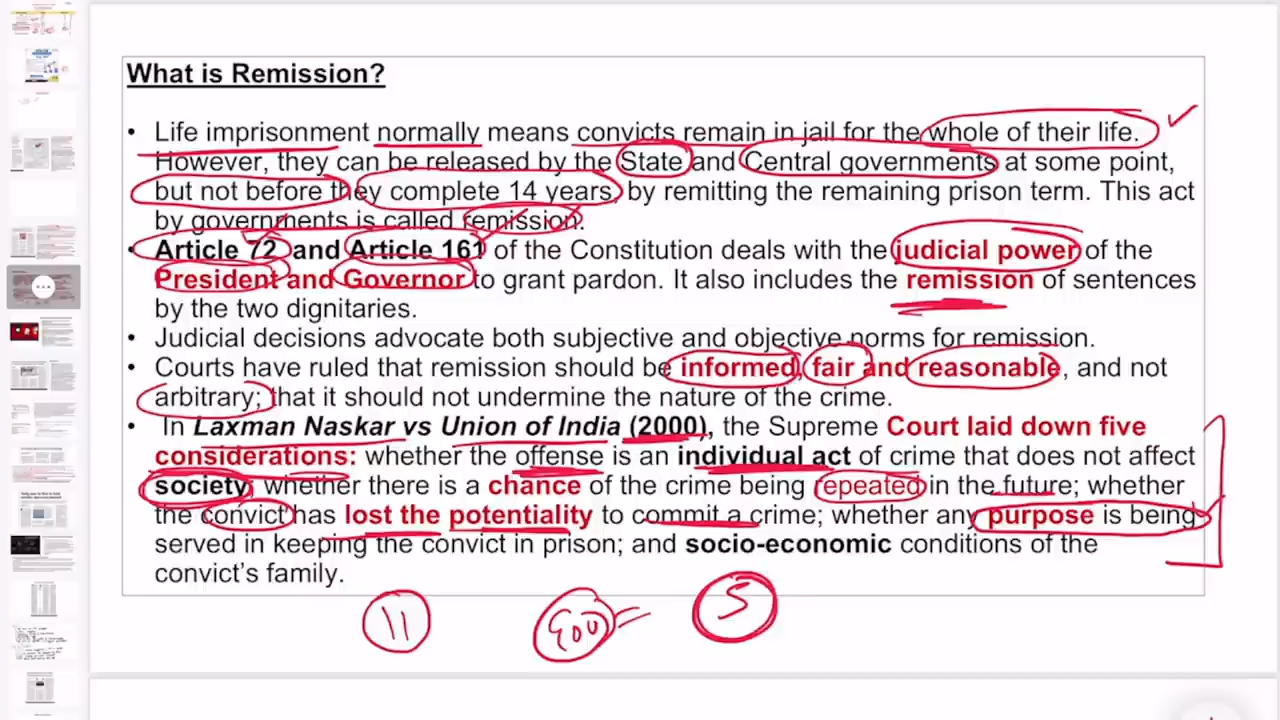 What is Remission?
• Life imprisonment normally means convicts remain in jail for the whole of their life.
However, they can be released by the State and Central governments at some point,
but not before they complete 14 years, by remitting the remaining prison term. This act
by governments is called remission.
• Article 72 and Article 161 of the Constitution deals with the judicial power of the
President and Governor to grant pardon. It also includes the remission of sentences
by the two dignitaries.
• Judicial decisions advocate both subjective and objective norms for remission.
• Courts have ruled that remission should be informed, fair and reasonable, and not
arbitrary; that it should not undermine the nature of the crime.
• In Laxman Naskar vs Union of India (2000), the Supreme Court laid down five
considerations: whether the offense is an individual act of crime that does not affect
society; whether there is a chance of the crime being repeated in the future; whether
the convict has lost the potentiality to commit a crime; whether any purpose is being
served in keeping the convict in prison; and socio-economic conditions of the
convict's family.
11 5